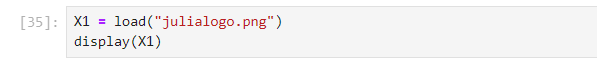 [35]: X1 = load("julialogo.png")
display(X1)